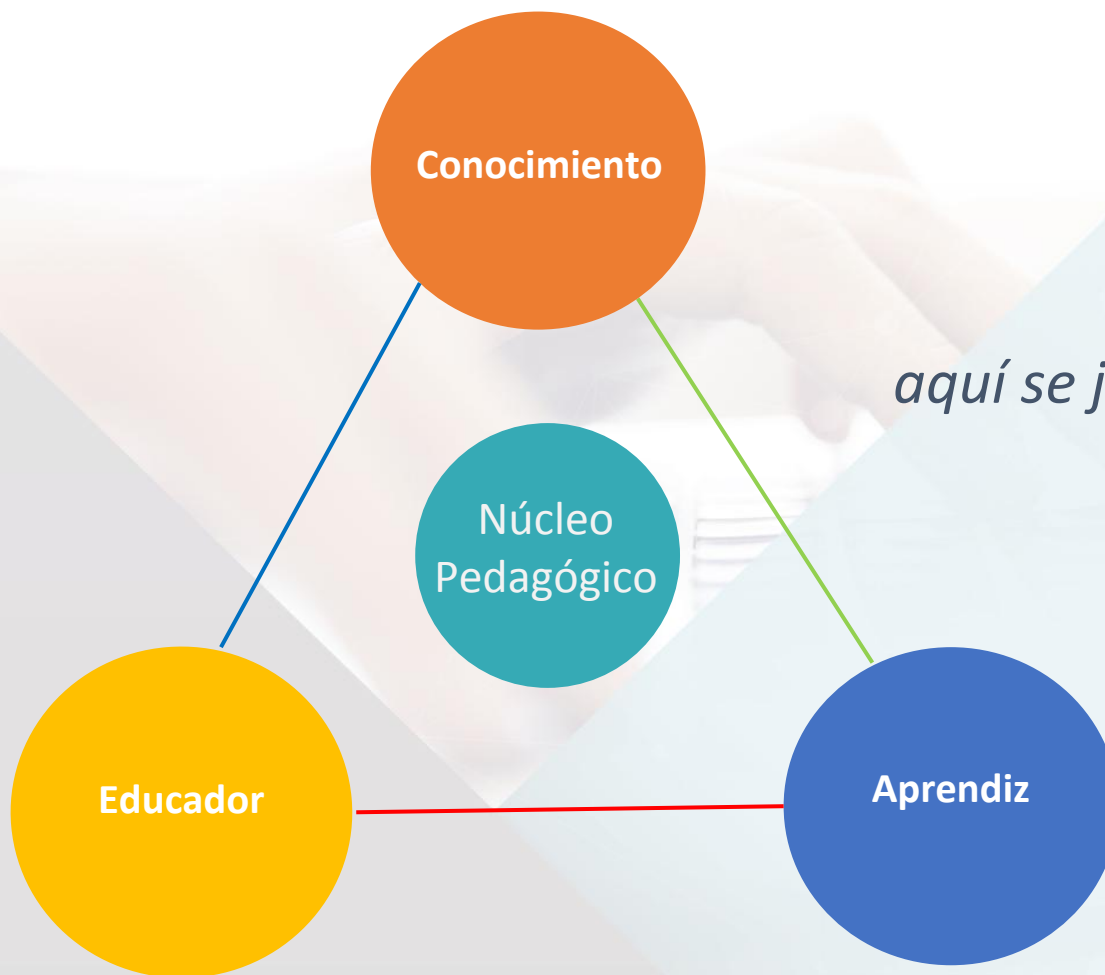 Conocimiento
aquí se j
Núcleo
Pedagógico
Educador
Aprendiz